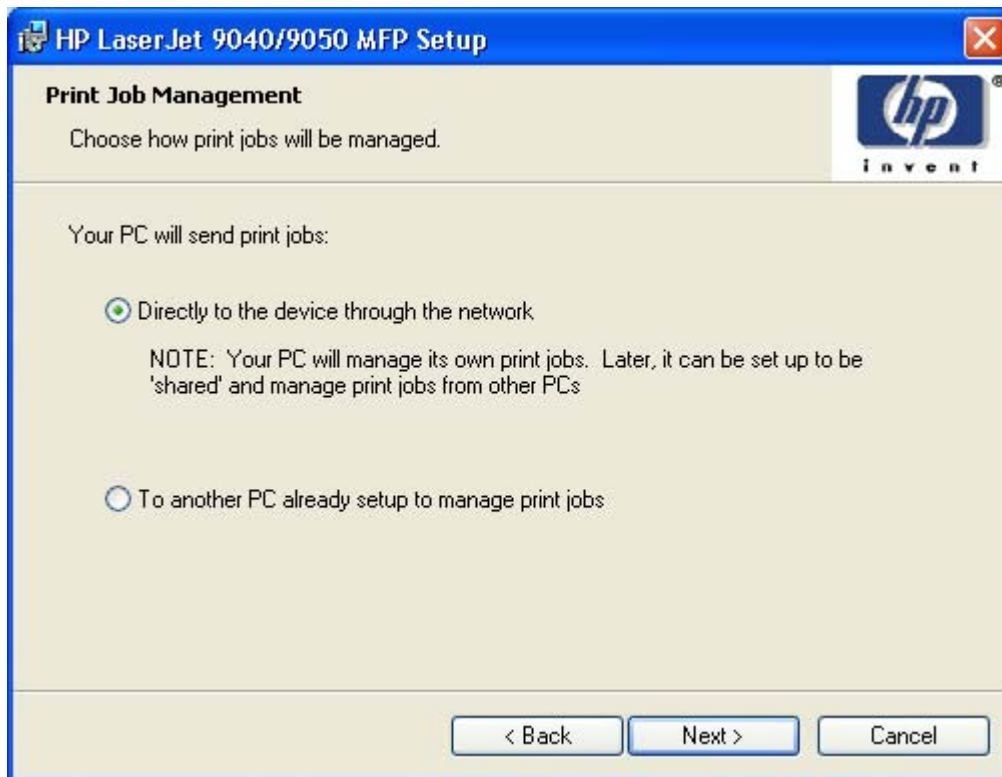 HP LaserJet 9040/9050 MFP Setup
Print Job Management
Choose how print jobs will be managed.
hp ®
invent
Your PC will send print jobs:
Directly to the device through the network
NOTE: Your PC will manage its own print jobs. Later, it can be set up to be
'shared' and manage print jobs from other PCs
To another PC already setup to manage print jobs
< Back
Next >
Cancel